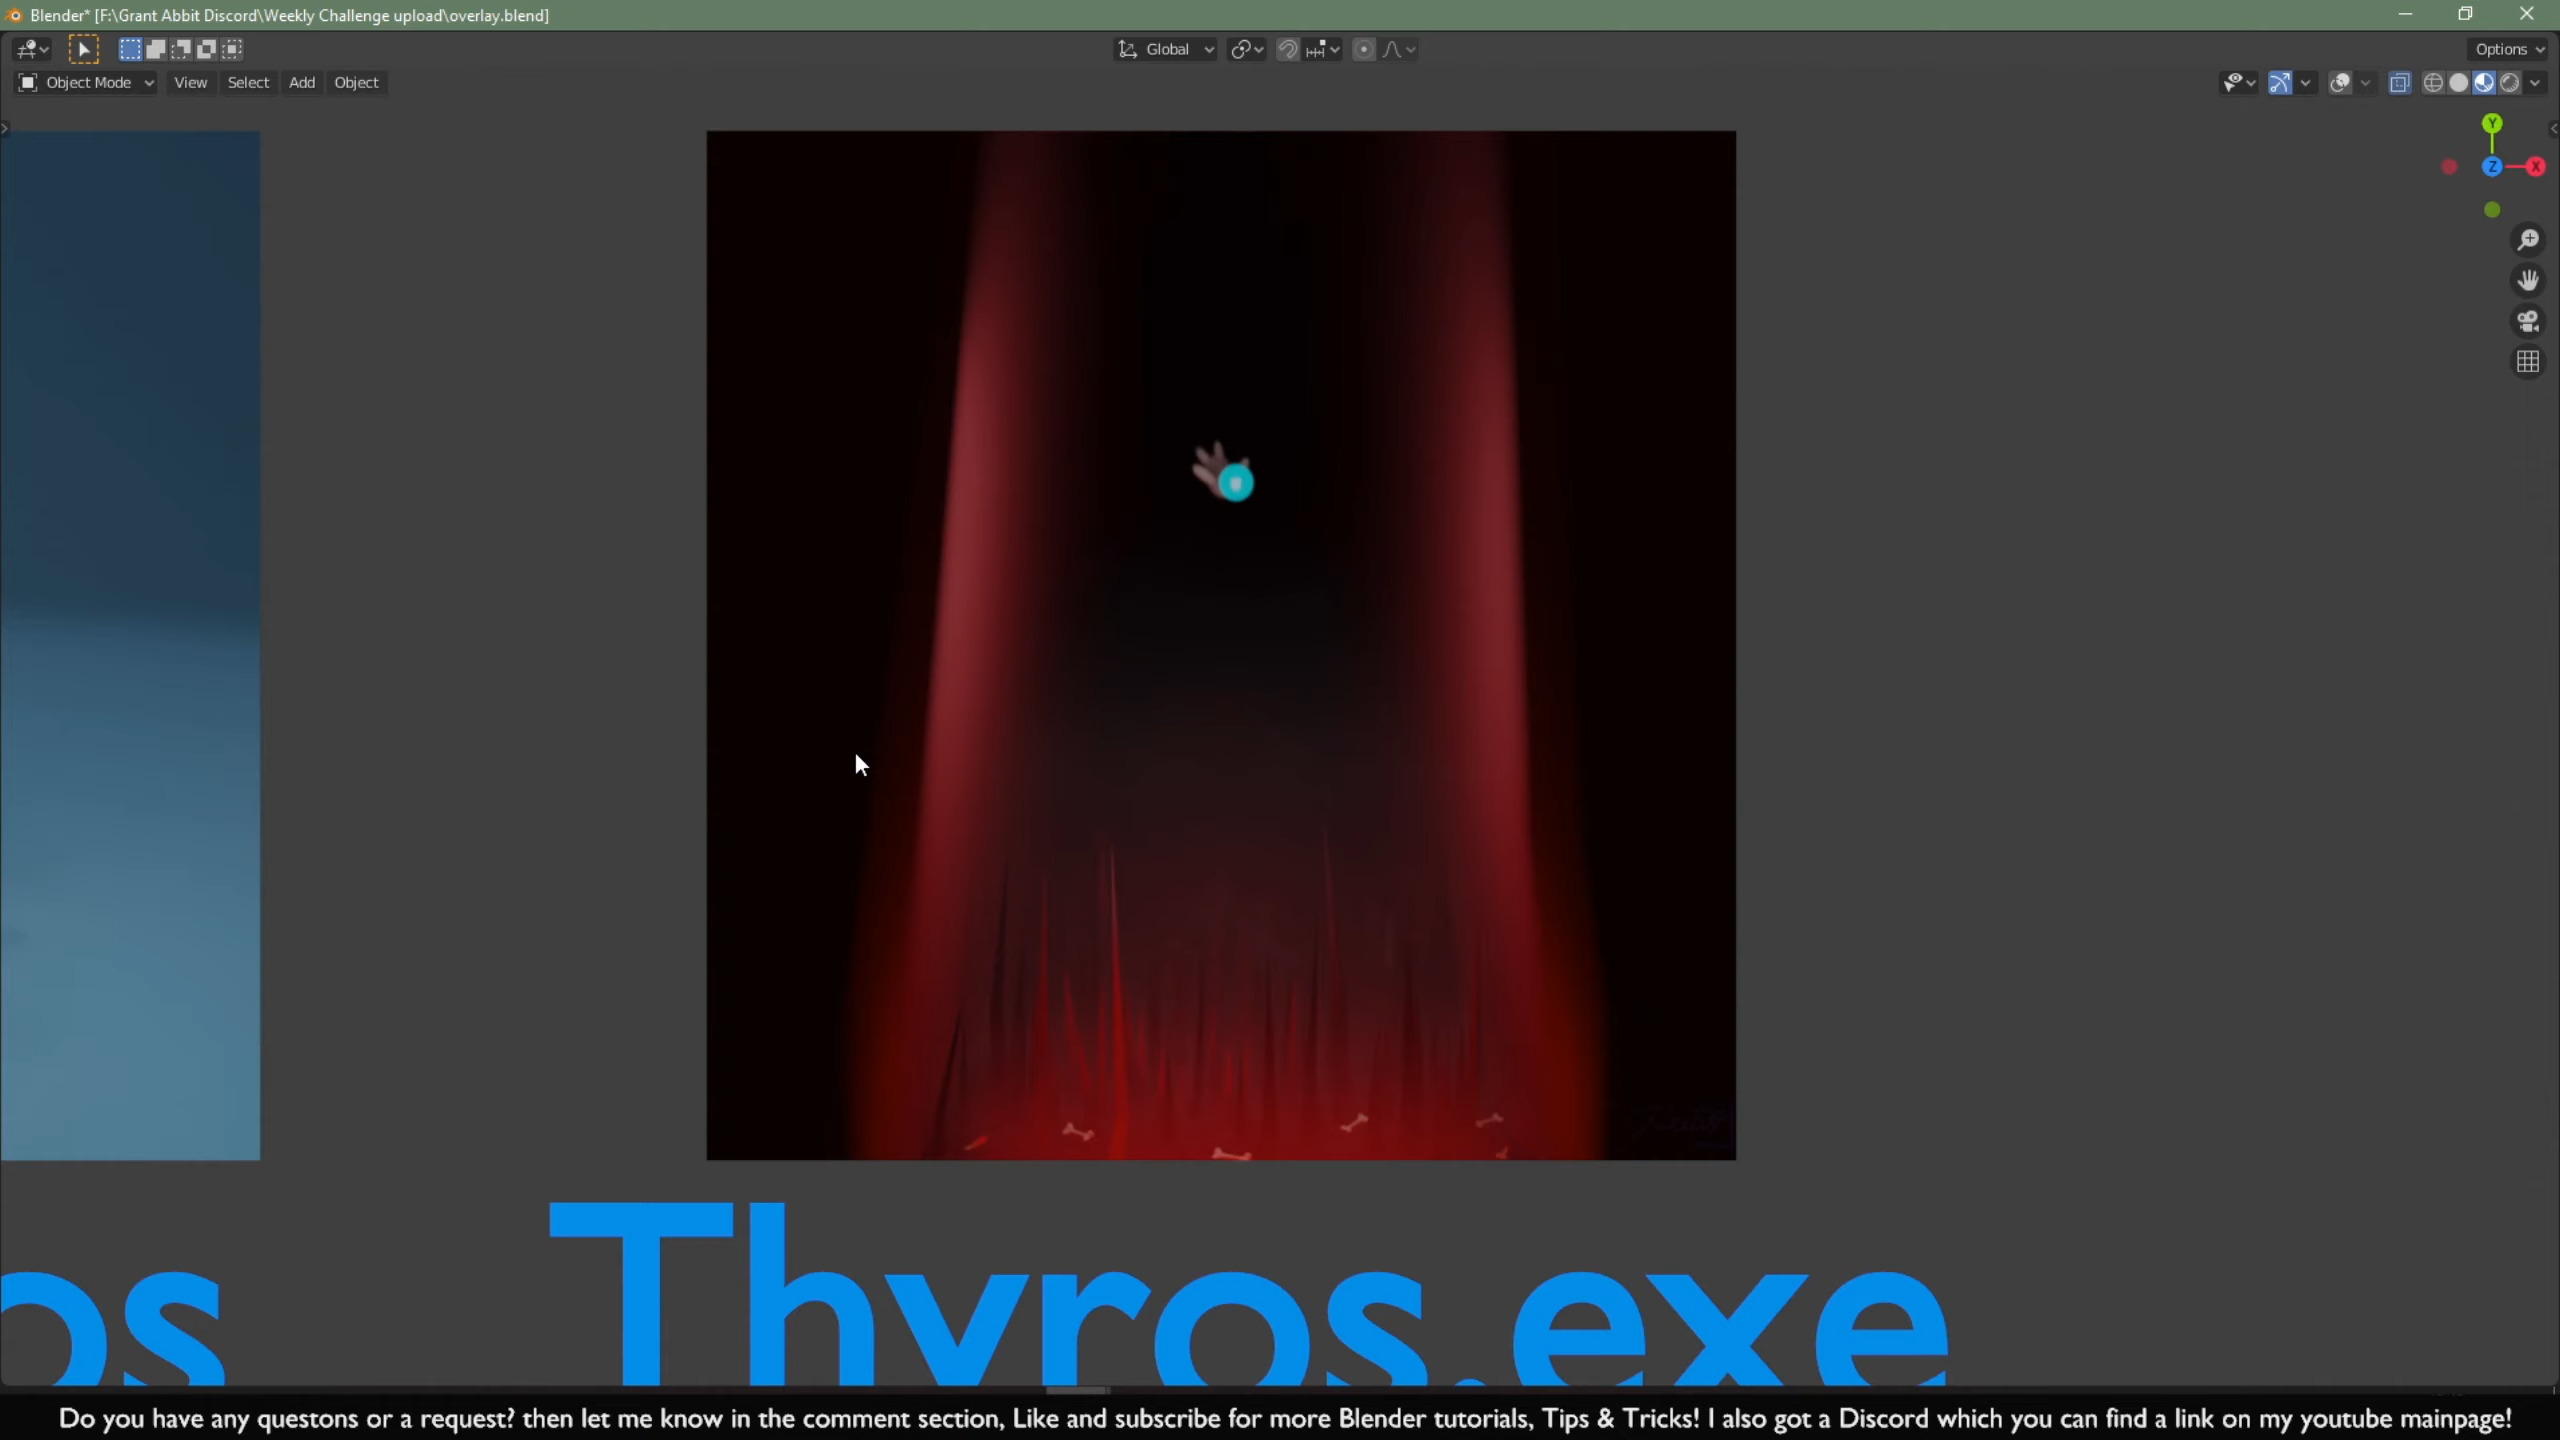 Blender* [F:\Grant Abbit Discord\Weekly Challenge upload\overlay.blend]
Global
Options
Object Mode View Select Add Object
Y
Z X
Thyros.exe
os
Do you have any questons or a request? then let me know in the comment section, Like and subscribe for more Blender tutorials, Tips & Tricks! I also got a Discord which you can find a link on my youtube mainpage!